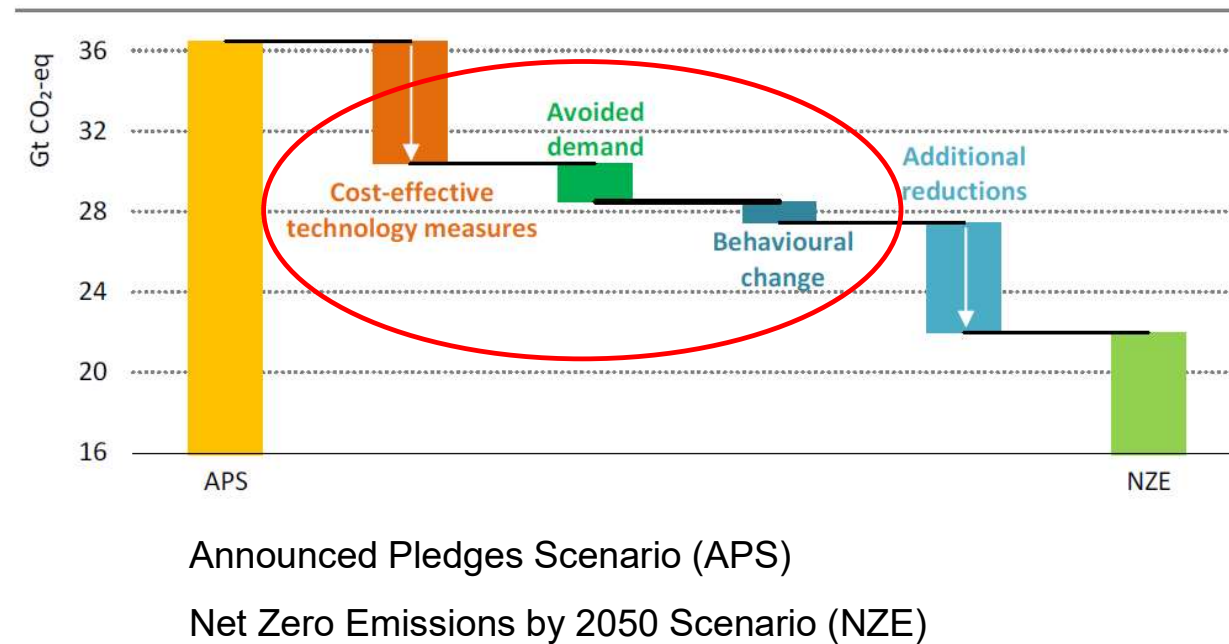 Gt CO₂-eq
36
32
28
24
20
16
Cost-effective
technology measures
Avoided
demand
Behavioural
change
Additional
reductions
APS
NZE
Announced Pledges Scenario (APS)
Net Zero Emissions by 2050 Scenario (NZE)